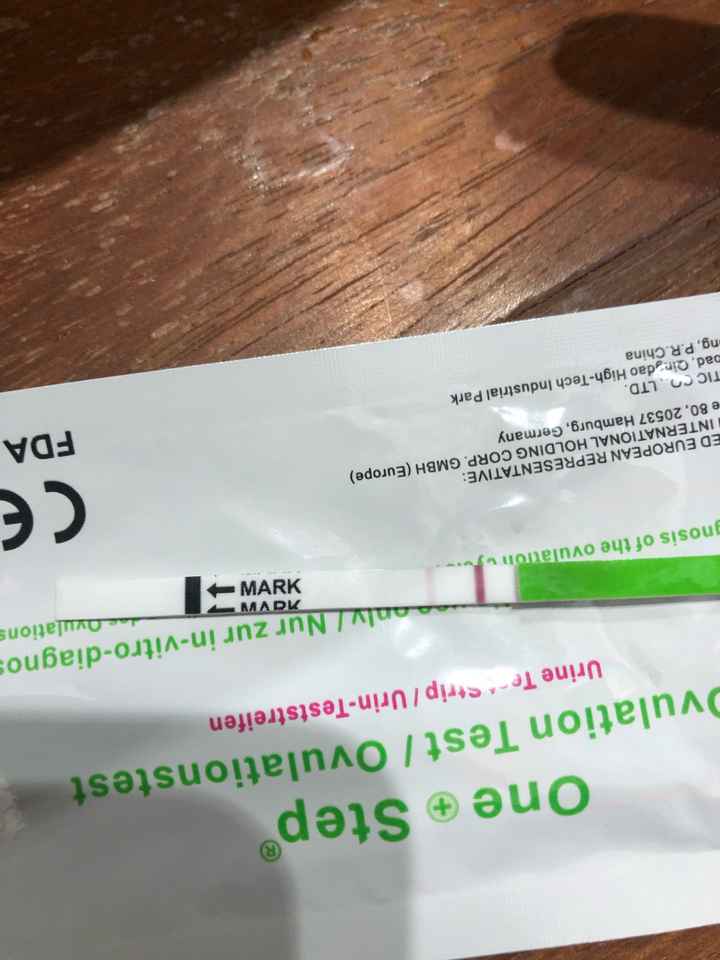 One + Step®
Ovulation Test / Ovulationstest
Urine Test Strip / Urin-Teststreifen
use only / Nur zur in-vitro-diagnos
← MARK
← MARK
gnosis of the ovulation
ED EUROPEAN REPRESENTATIVE:
INTERNATIONAL HOLDING CORP. GMBH (Europe)
e 80, 20537 Hamburg, Germany
TIC CO., LTD.
oad, Qingdao High-Tech Industrial Park
ng, P.R.China
CE
FDA